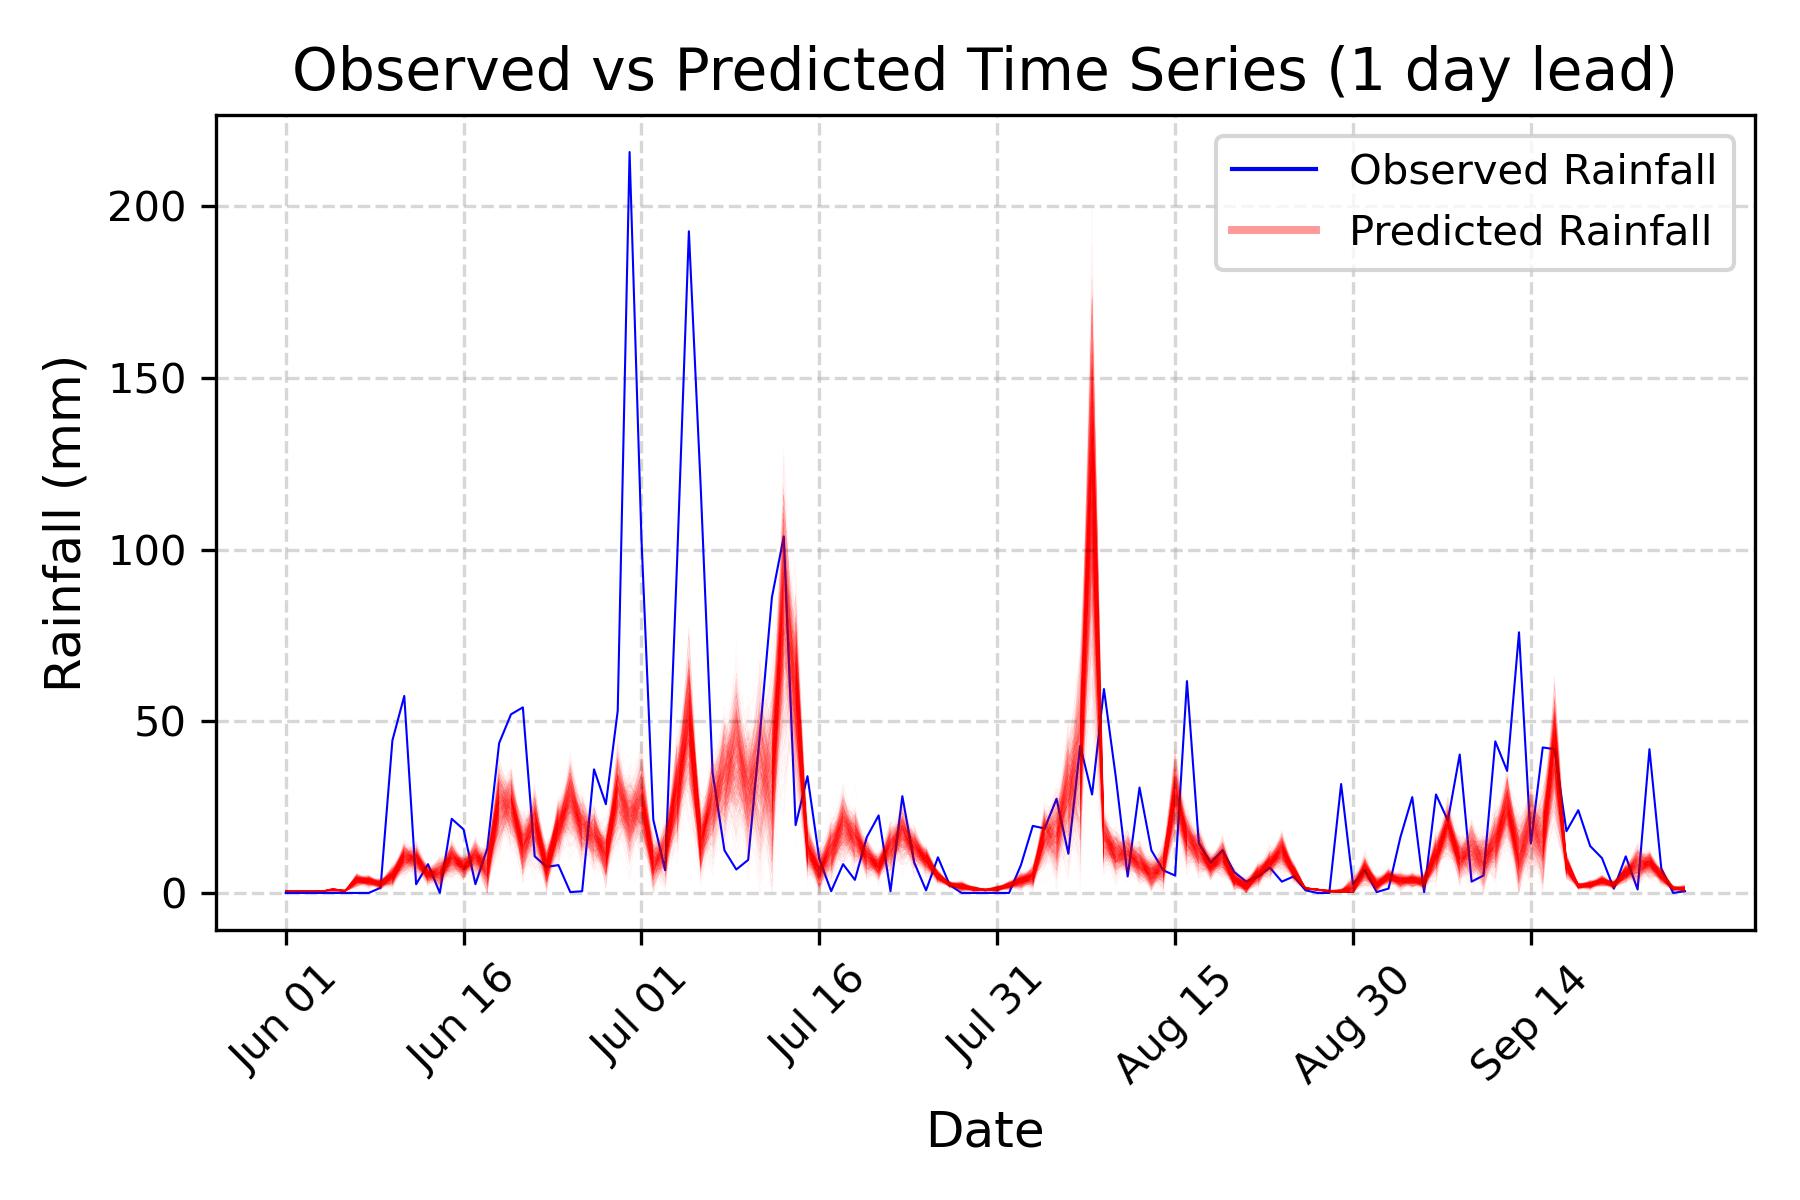 Observed vs Predicted Time Series (1 day lead)
Observed Rainfall
Predicted Rainfall
Rainfall (mm)
200
150
100
50
0
Jun 01
Jun 16
Jul 01
Jul 16
Jul 31
Aug 15
Aug 30
Sep 14
Date